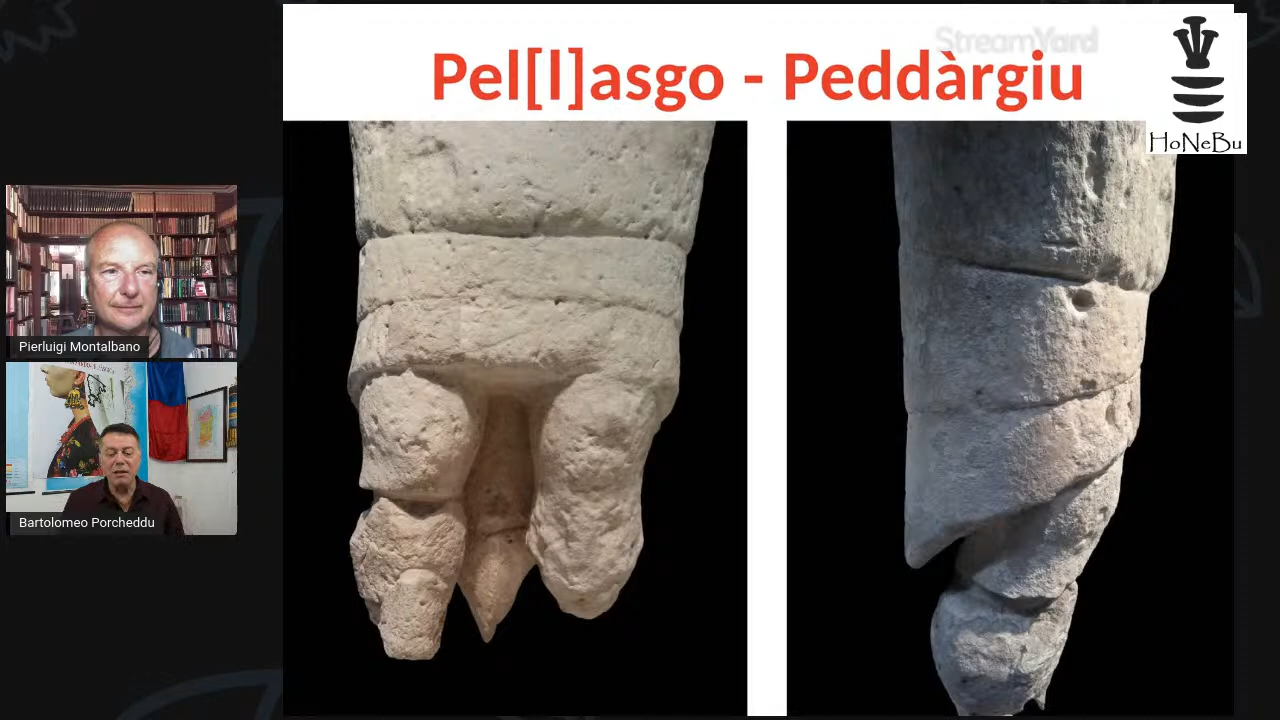 StreamYard
Pel[l]asgo - Peddàrgiu
HoNeBu
Pierluigi Montalbano
Bartolomeo Porcheddu